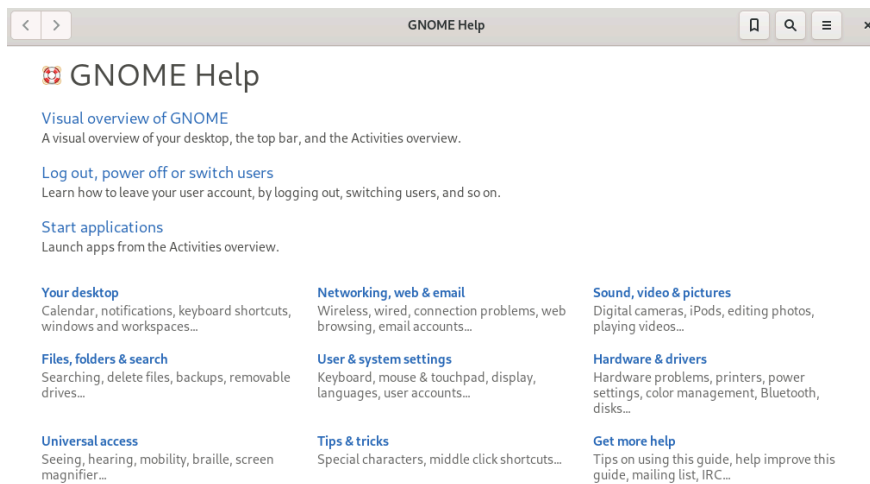 GNOME Help
GNOME Help
Visual overview of GNOME
A visual overview of your desktop, the top bar, and the Activities overview.
Log out, power off or switch users
Learn how to leave your user account, by logging out, switching users, and so on.
Start applications
Launch apps from the Activities overview.
Your desktop
Calendar, notifications, keyboard shortcuts,
windows and workspaces…
Networking, web & email
Wireless, wired, connection problems, web
browsing, email accounts…
Sound, video & pictures
Digital cameras, iPods, editing photos,
playing videos…
Files, folders & search
Searching, delete files, backups, removable
drives…
User & system settings
Keyboard, mouse & touchpad, display,
languages, user accounts…
Hardware & drivers
Hardware problems, printers, power
settings, color management, Bluetooth,
disks…
Universal access
Seeing, hearing, mobility, braille, screen
magnifier…
Tips & tricks
Special characters, middle click shortcuts…
Get more help
Tips on using this guide, help improve this
guide, mailing list, IRC…